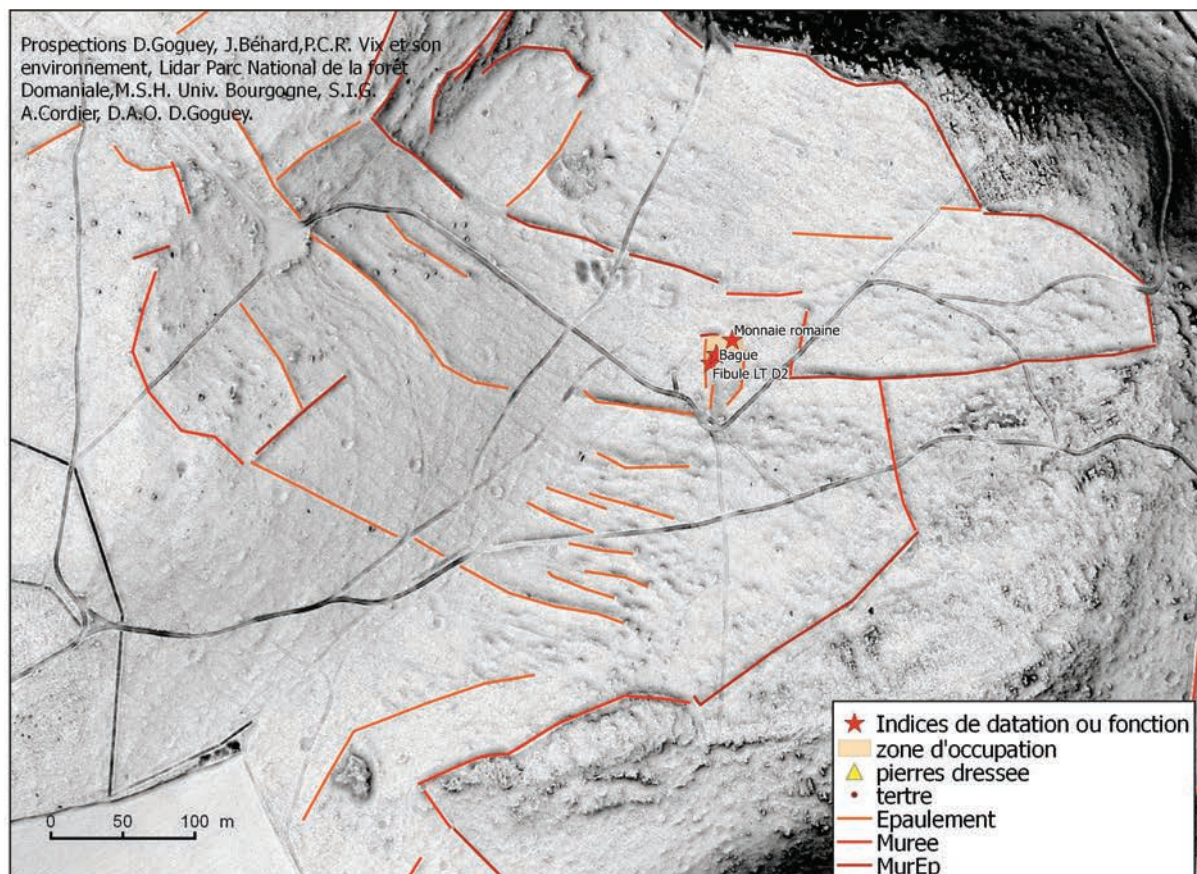 Prospections D.Goguey, J.Bénard,P.C.R. Vix et son
environnement, Lidar Parc National de la forêt
Domaniale,M.S.H. Univ. Bourgogne, S.I.G.
A.Cordier, D.A.O. D.Goguey.
Monnaie romaine
Bague
Fibule LT D2
Indices de datation ou fonction
zone d'occupation
pierres dressee
tertre
Epaulement
Muree
MurEp
0 50 100 m